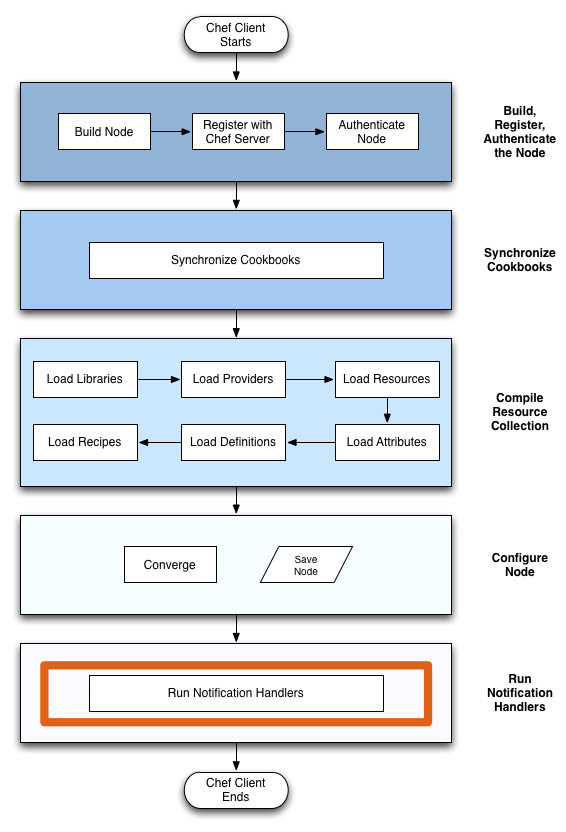 Chef Client
Starts
Build Node
Register with
Chef Server
Authenticate
Node
Build,
Register,
Authenticate
the Node
Synchronize Cookbooks
Synchronize
Cookbooks
Load Libraries
Load Providers
Load Resources
Load Recipes
Load Definitions
Load Attributes
Compile
Resource
Collection
Converge
Save
Node
Configure
Node
Run Notification Handlers
Run
Notification
Handlers
Chef Client
Ends